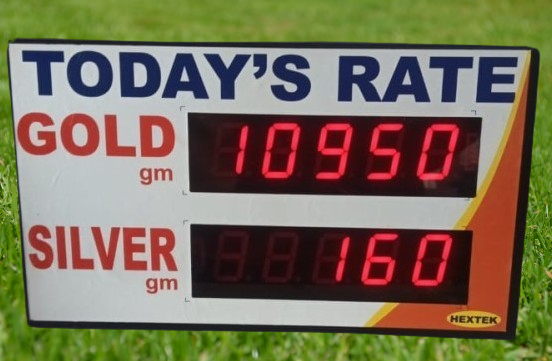 TODAY'S RATE
GOLD 10950
gm
SILVER 160
gm
HEXTEK